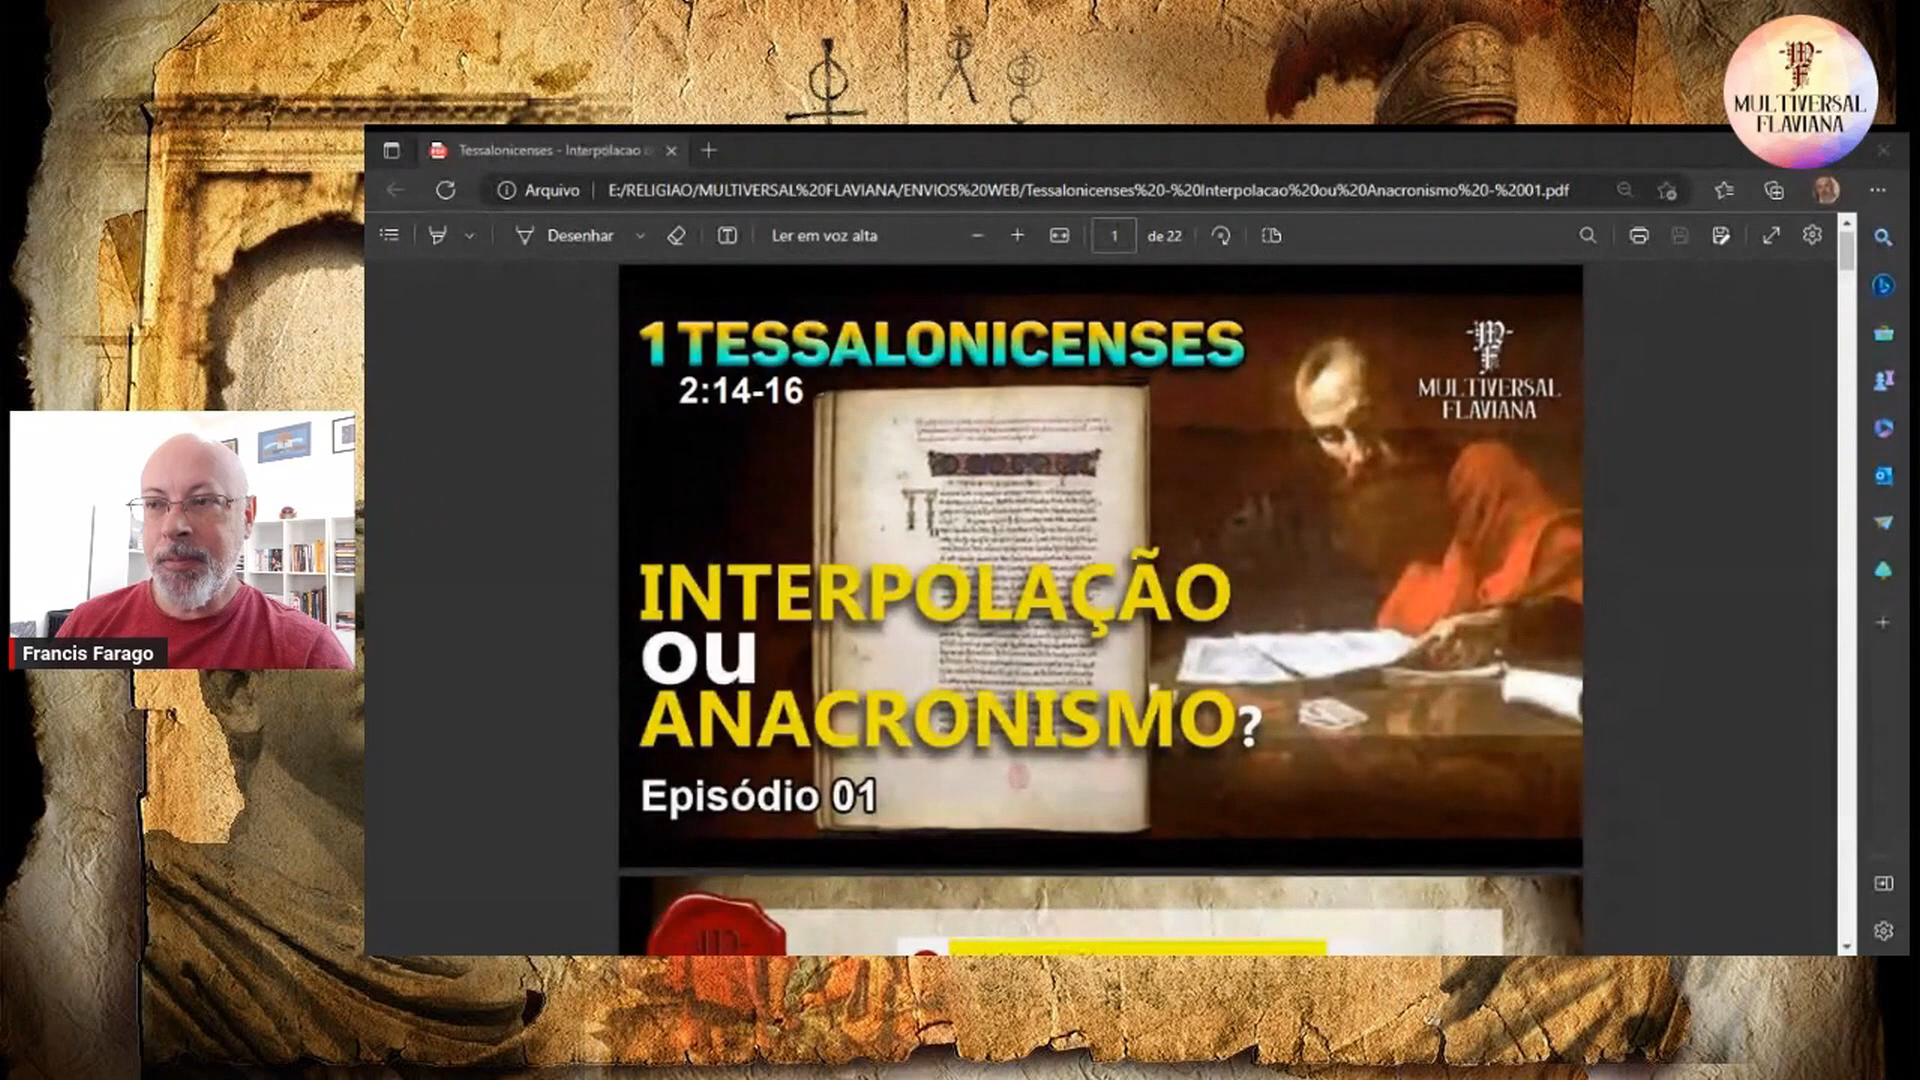 MULTIVERSAL
FLAVIANA
Tessalonicenses - Interpolacao
Arquivo
E:/RELIGIAO/MULTIVERSAL%20FLAVIANA/ENVIOS%20WEB/Tessalonicenses%20-%20Interpolacao%20ou%20Anacronismo%20-%2001.pdf
Desenhar
Ler em voz alta
1
de 22
1 TESSALONICENSES
2:14-16
MULTIVERSAL
FLAVIANA
INTERPOLAÇÃO
OU
ANACRONISMO?
Episódio 01
Francis Farago